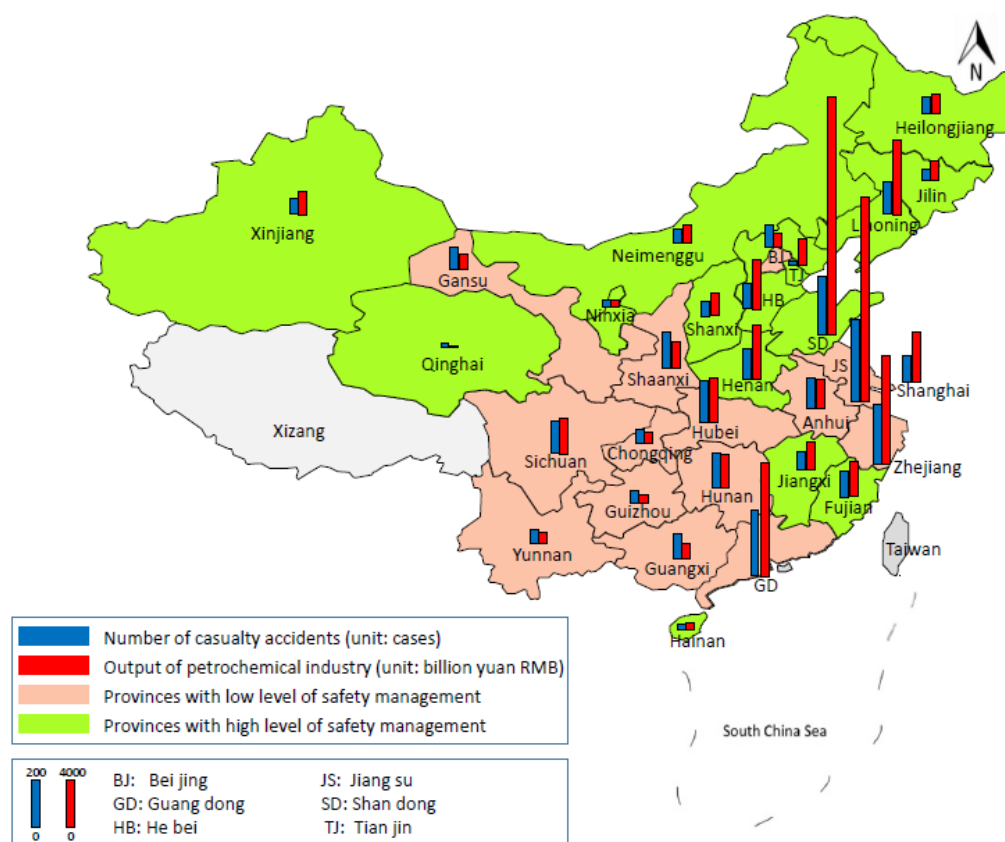 N
Heilongjiang
Jilin
Liaoning
Xinjiang
Neimenggu
BJ
TJ
Gansu
HB
Ninxia
Shanxi
SD
Qinghai
Shaanxi
Henan
JS
Shanghai
Xizang
Hubei
Anhui
Sichuan
Chongqing
Zhejiang
Hunan
Jiangxi
Guizhou
Fujian
Yunnan
Guangxi
Taiwan
GD
Hainan
South China Sea
Number of casualty accidents (unit: cases)
Output of petrochemical industry (unit: billion yuan RMB)
Provinces with low level of safety management
Provinces with high level of safety management
200 4000
0 0
BJ: Bei jing JS: Jiang su
GD: Guang dong SD: Shan dong
HB: He bei TJ: Tian jin